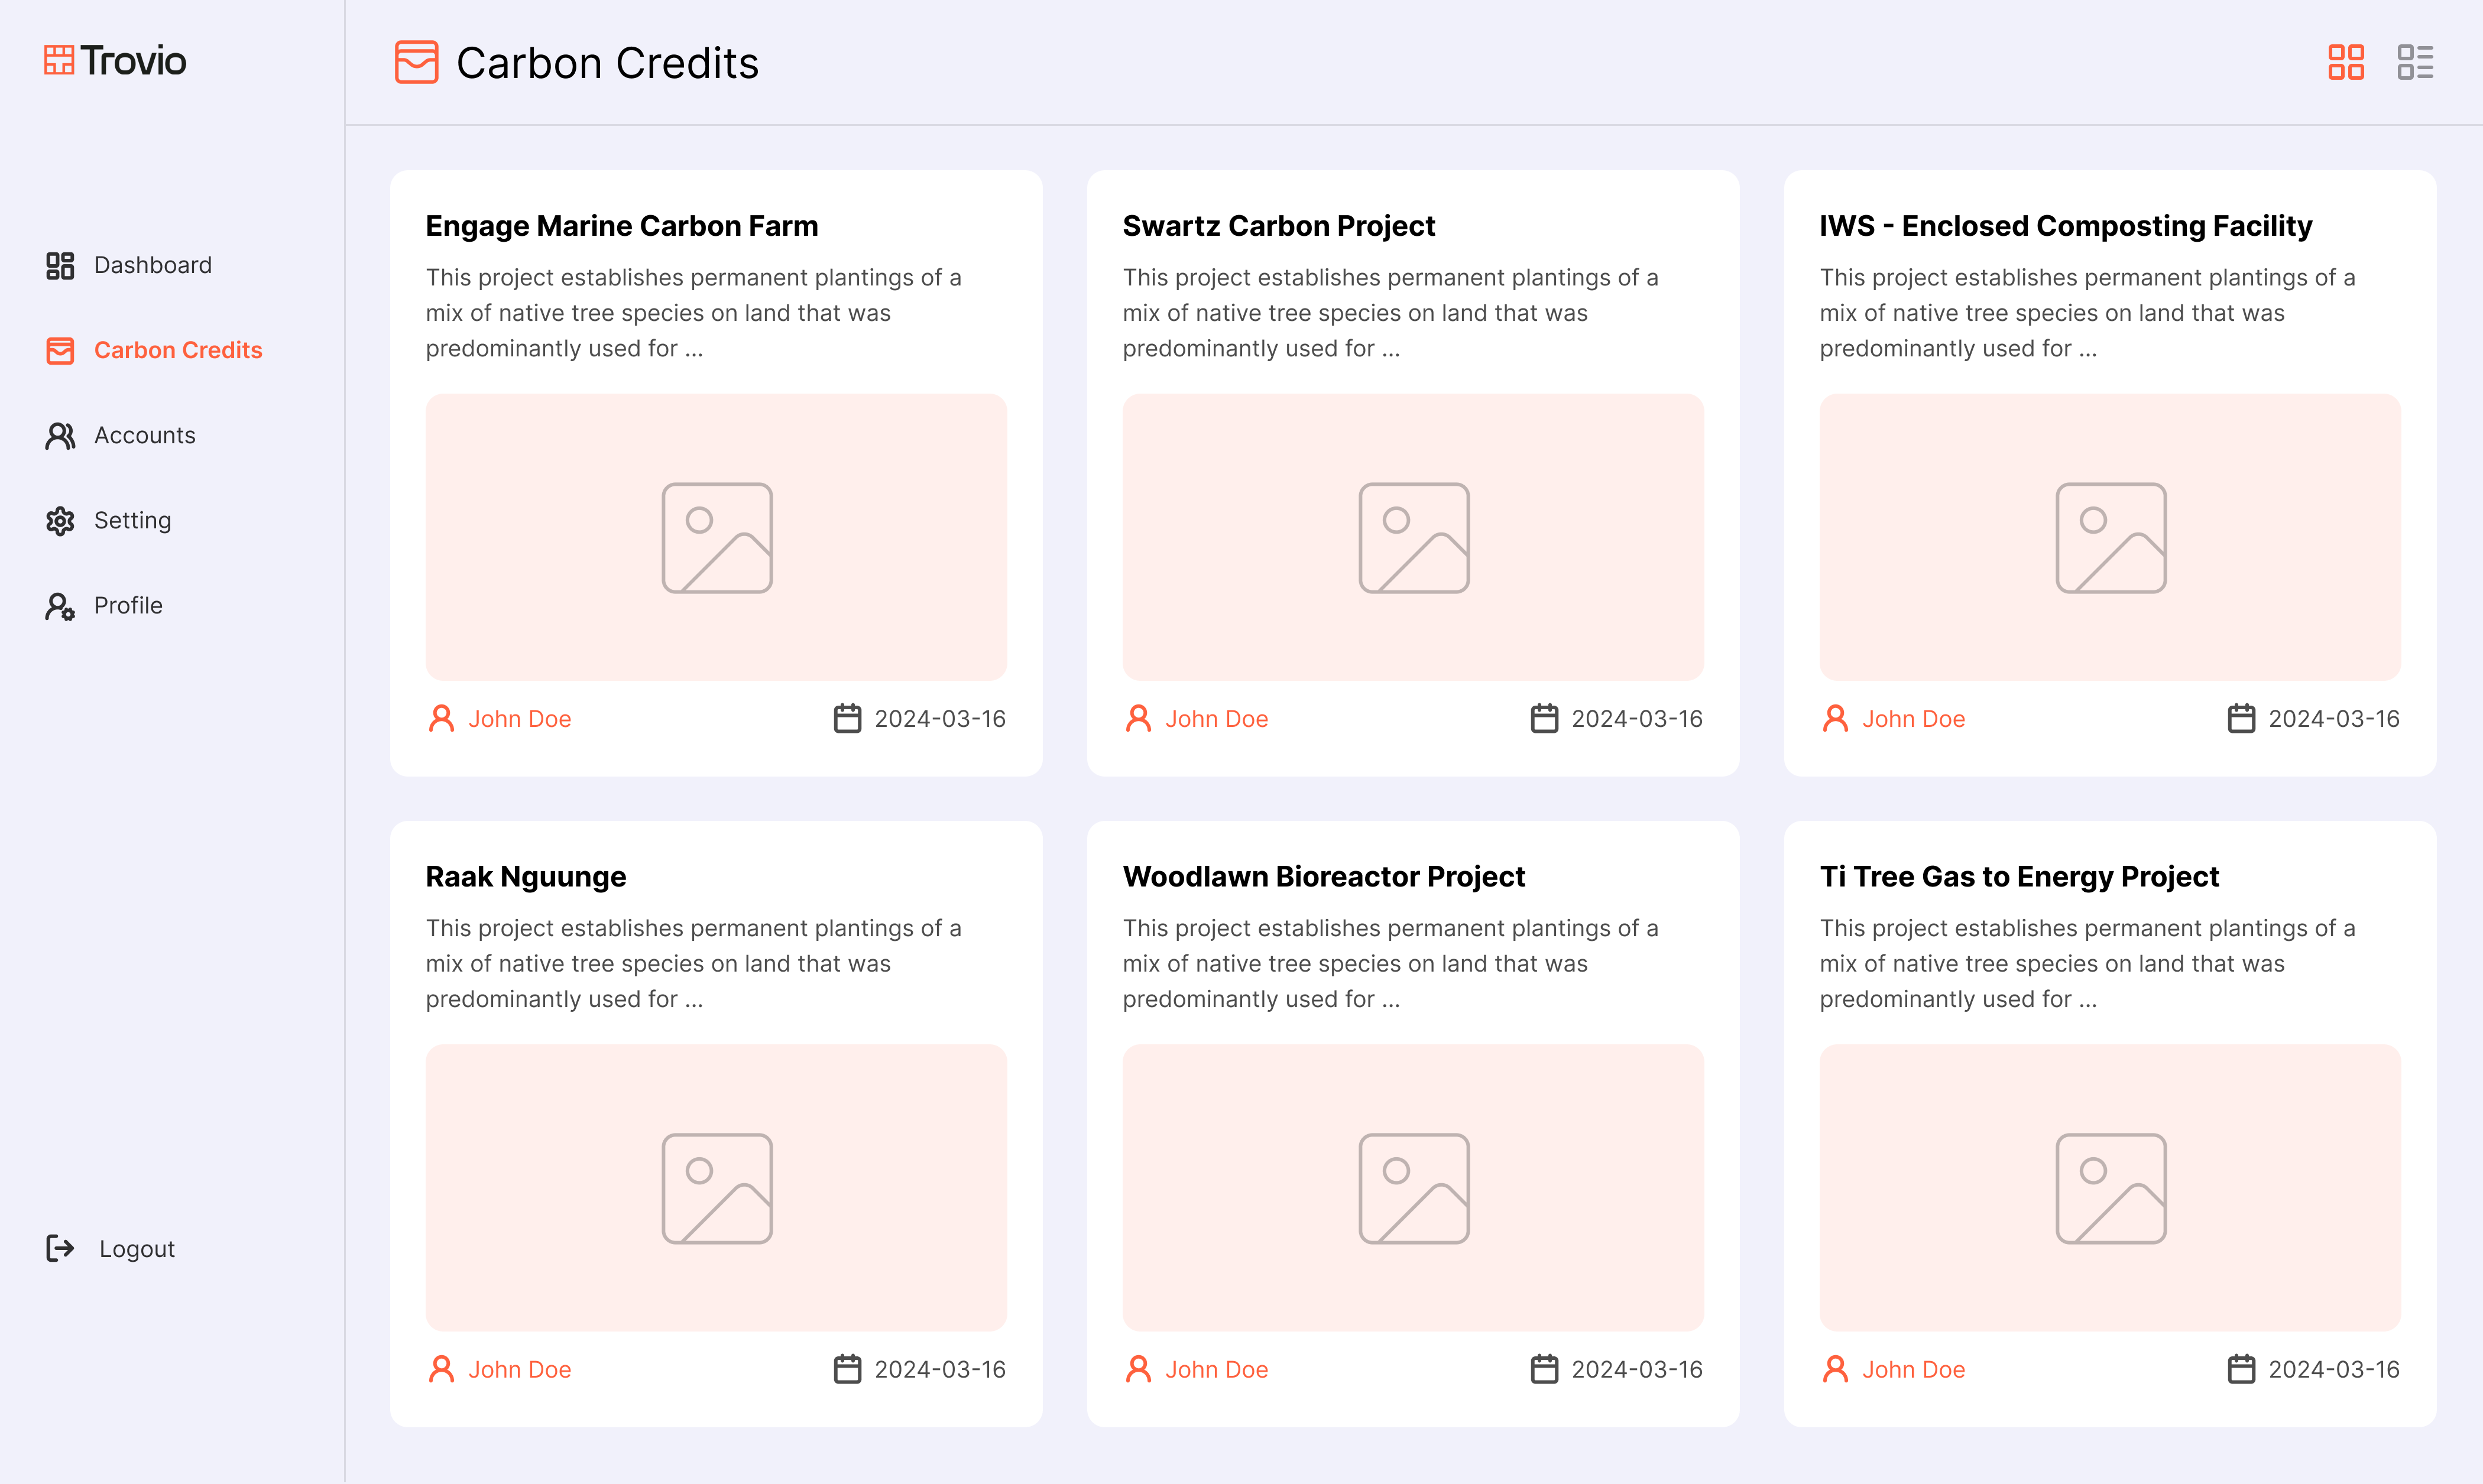 Trovio
Dashboard
Carbon Credits
Accounts
Setting
Profile
Logout
Carbon Credits
Engage Marine Carbon Farm
This project establishes permanent plantings of a
mix of native tree species on land that was
predominantly used for ...
John Doe
2024-03-16
Swartz Carbon Project
This project establishes permanent plantings of a
mix of native tree species on land that was
predominantly used for ...
John Doe
2024-03-16
IWS - Enclosed Composting Facility
This project establishes permanent plantings of a
mix of native tree species on land that was
predominantly used for ...
John Doe
2024-03-16
Raak Nguunge
This project establishes permanent plantings of a
mix of native tree species on land that was
predominantly used for ...
John Doe
2024-03-16
Woodlawn Bioreactor Project
This project establishes permanent plantings of a
mix of native tree species on land that was
predominantly used for ...
John Doe
2024-03-16
Ti Tree Gas to Energy Project
This project establishes permanent plantings of a
mix of native tree species on land that was
predominantly used for ...
John Doe
2024-03-16